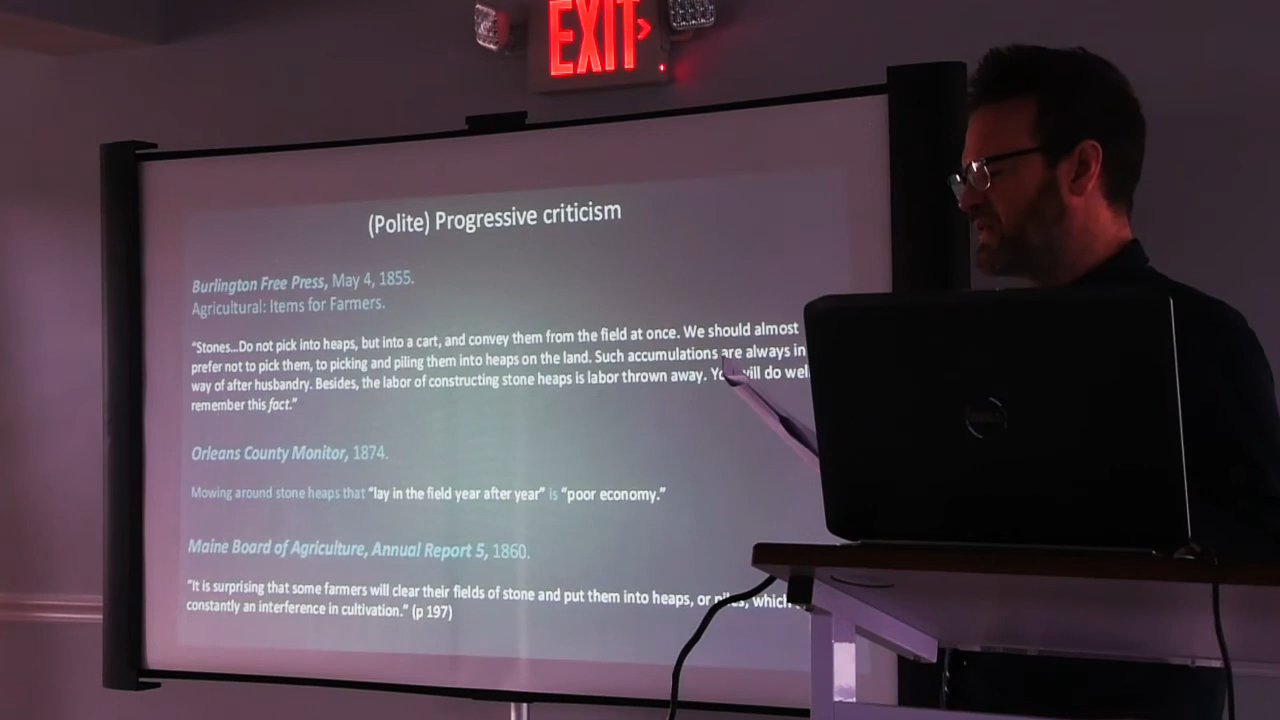 EXIT
(Polite) Progressive criticism
Burlington Free Press, May 4, 1855.
Agricultural: Items for Farmers.
“Stones...Do not pick into heaps, but into a cart, and convey them from the field at once. We should almost
prefer not to pick them, to picking and piling them into heaps on the land. Such accumulations are always in
way of after husbandry. Besides, the labor of constructing stone heaps is labor thrown away. will do
remember this fact.”
Orleans County Monitor, 1874.
Mowing around stone heaps that “lay in the field year after year” is “poor economy.”
Maine Board of Agriculture, Annual Report 5, 1860.
“It is surprising that some farmers will clear their fields of stone and put them into heaps, or which
constantly an interference in cultivation.” (p 197)
DELL